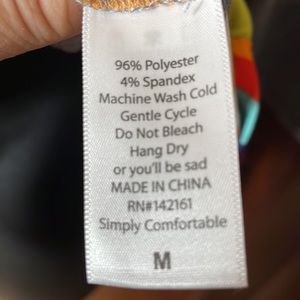 96% Polyester
4% Spandex
Machine Wash Cold
Gentle Cycle
Do Not Bleach
Hang Dry
or you'll be sad
MADE IN CHINA
RN#142161
Simply Comfortable
M